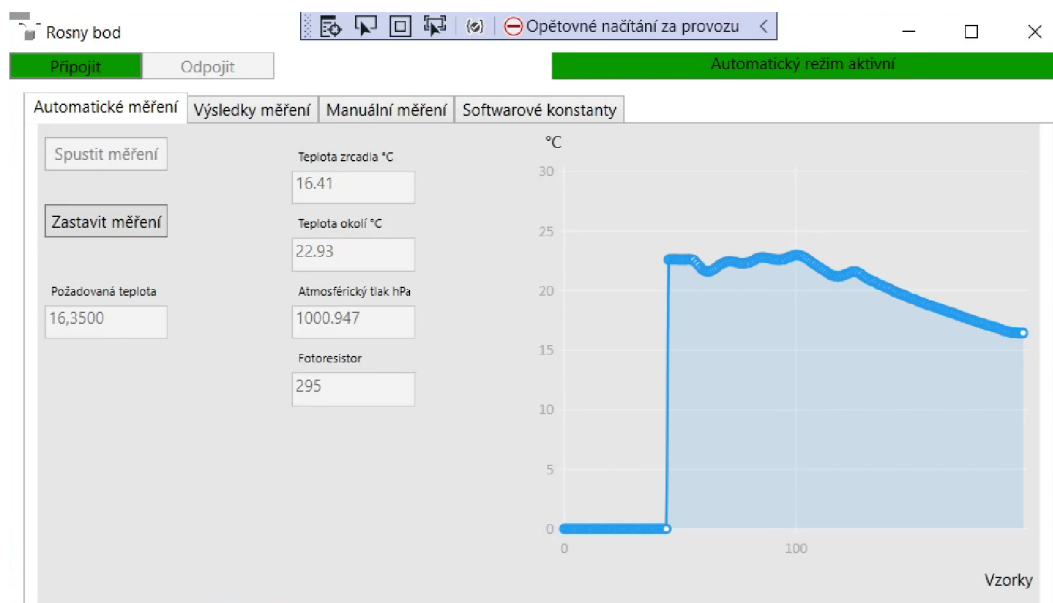 Rosny bod
Opětovné načítání za provozu
Připojit
Odpojit
Automatický režim aktivní
Automatické měření
Výsledky měření
Manuální měření
Softwarové konstanty
Spustit měření
Zastavit měření
Požadovaná teplota
16,3500
Teplota zrcadla °C
16.41
Teplota okolí °C
22.93
Atmosférický tlak hPa
1000.947
Fotoresistor
295
°C
30
25
20
15
10
5
0
0
100
Vzorky